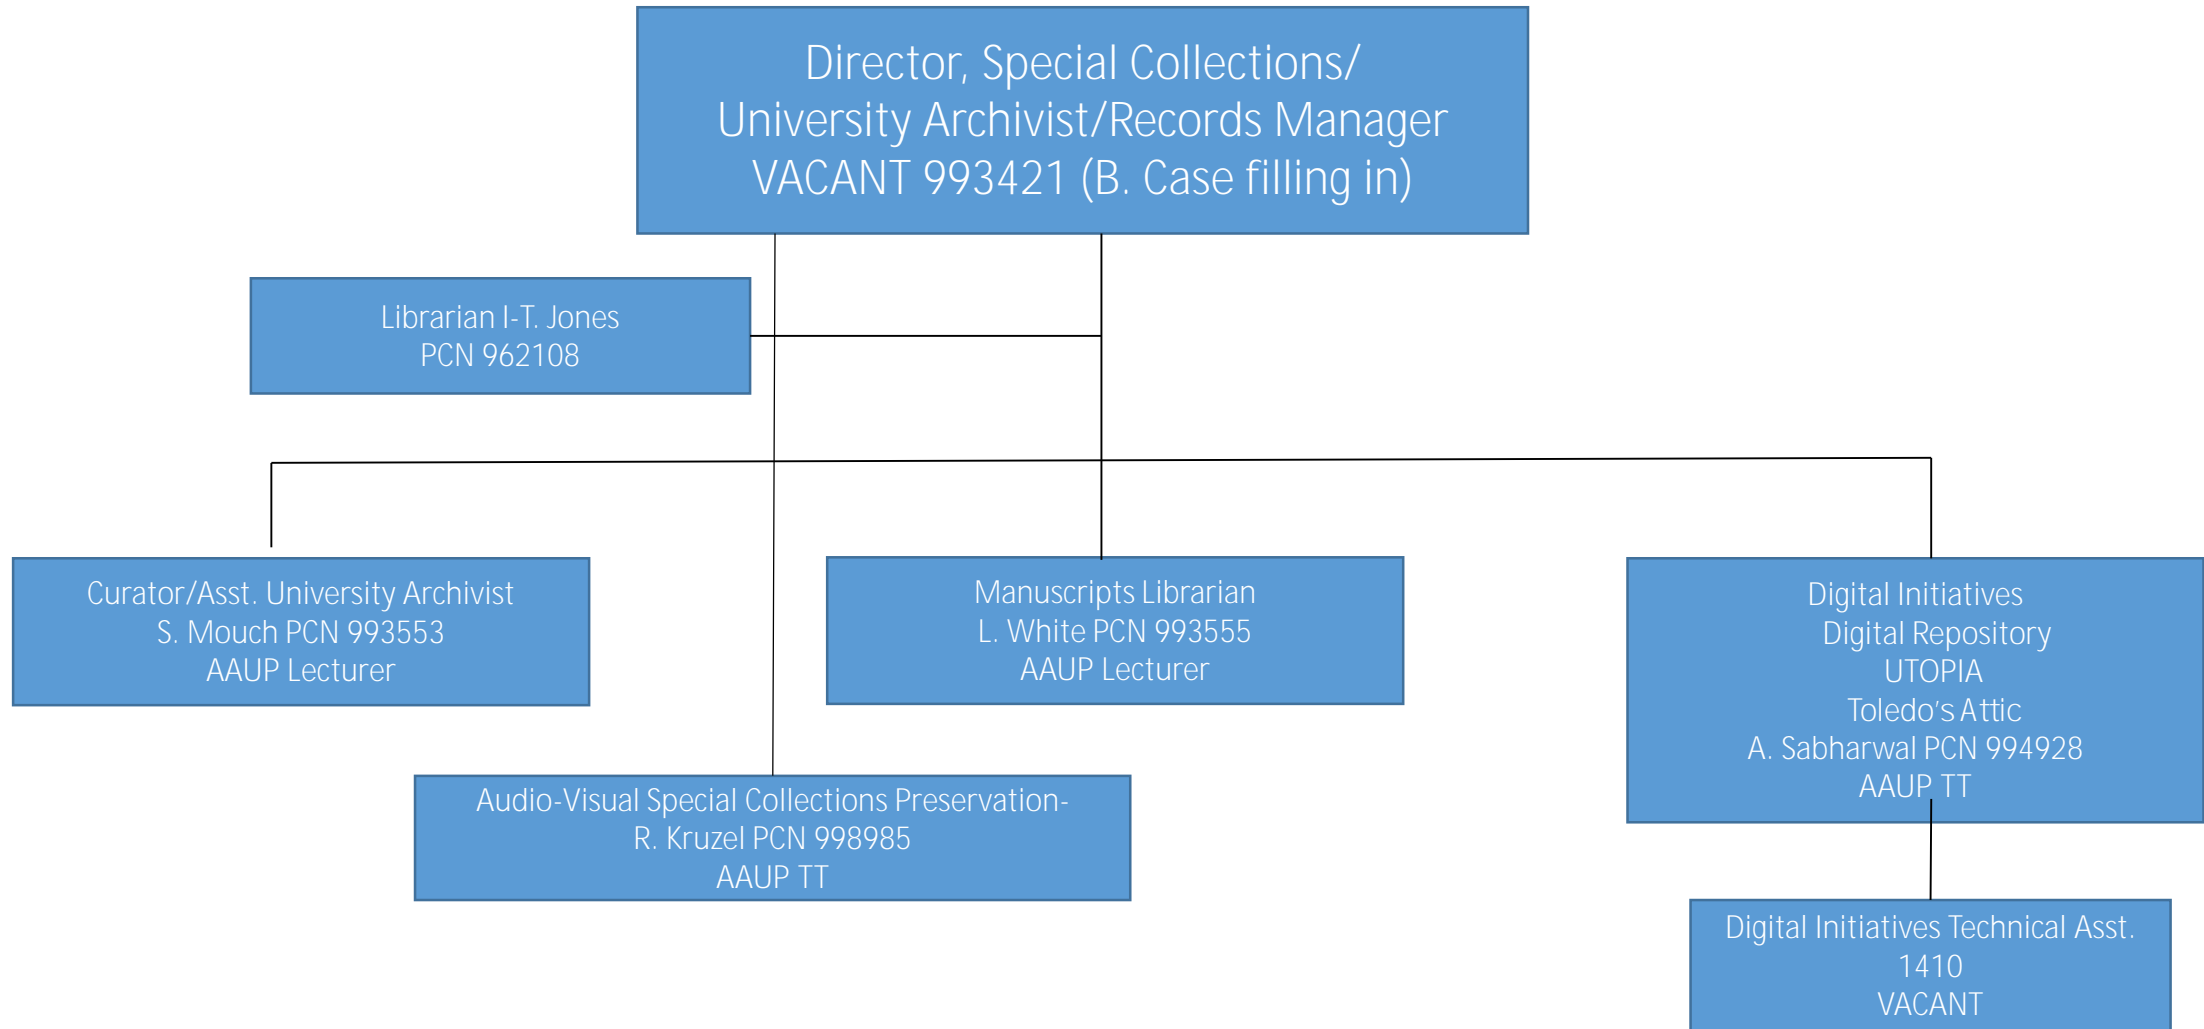 Director, Special Collections/
University Archivist/Records Manager
VACANT 993421 (B. Case filling in)
Librarian I-T. Jones
PCN 962108
Curator/Asst. University Archivist
S. Mouch PCN 993553
AAUP Lecturer
Manuscripts Librarian
L. White PCN 993555
AAUP Lecturer
Digital Initiatives
Digital Repository
UTOPIA
Toledo’s Attic
A. Sabharwal PCN 994928
AAUP TT
Audio-Visual Special Collections Preservation-
R. Kruzel PCN 998985
AAUP TT
Digital Initiatives Technical Asst.
1410
VACANT